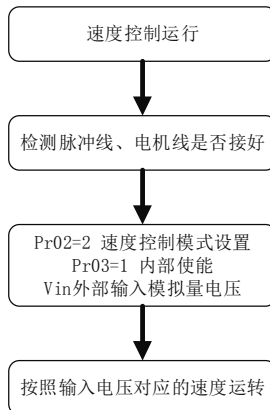 速度控制运行
检测脉冲线、电机线是否接好
Pr02=2 速度控制模式设置
Pr03=1 内部使能
Vin外部输入模拟量电压
按照输入电压对应的速度运转